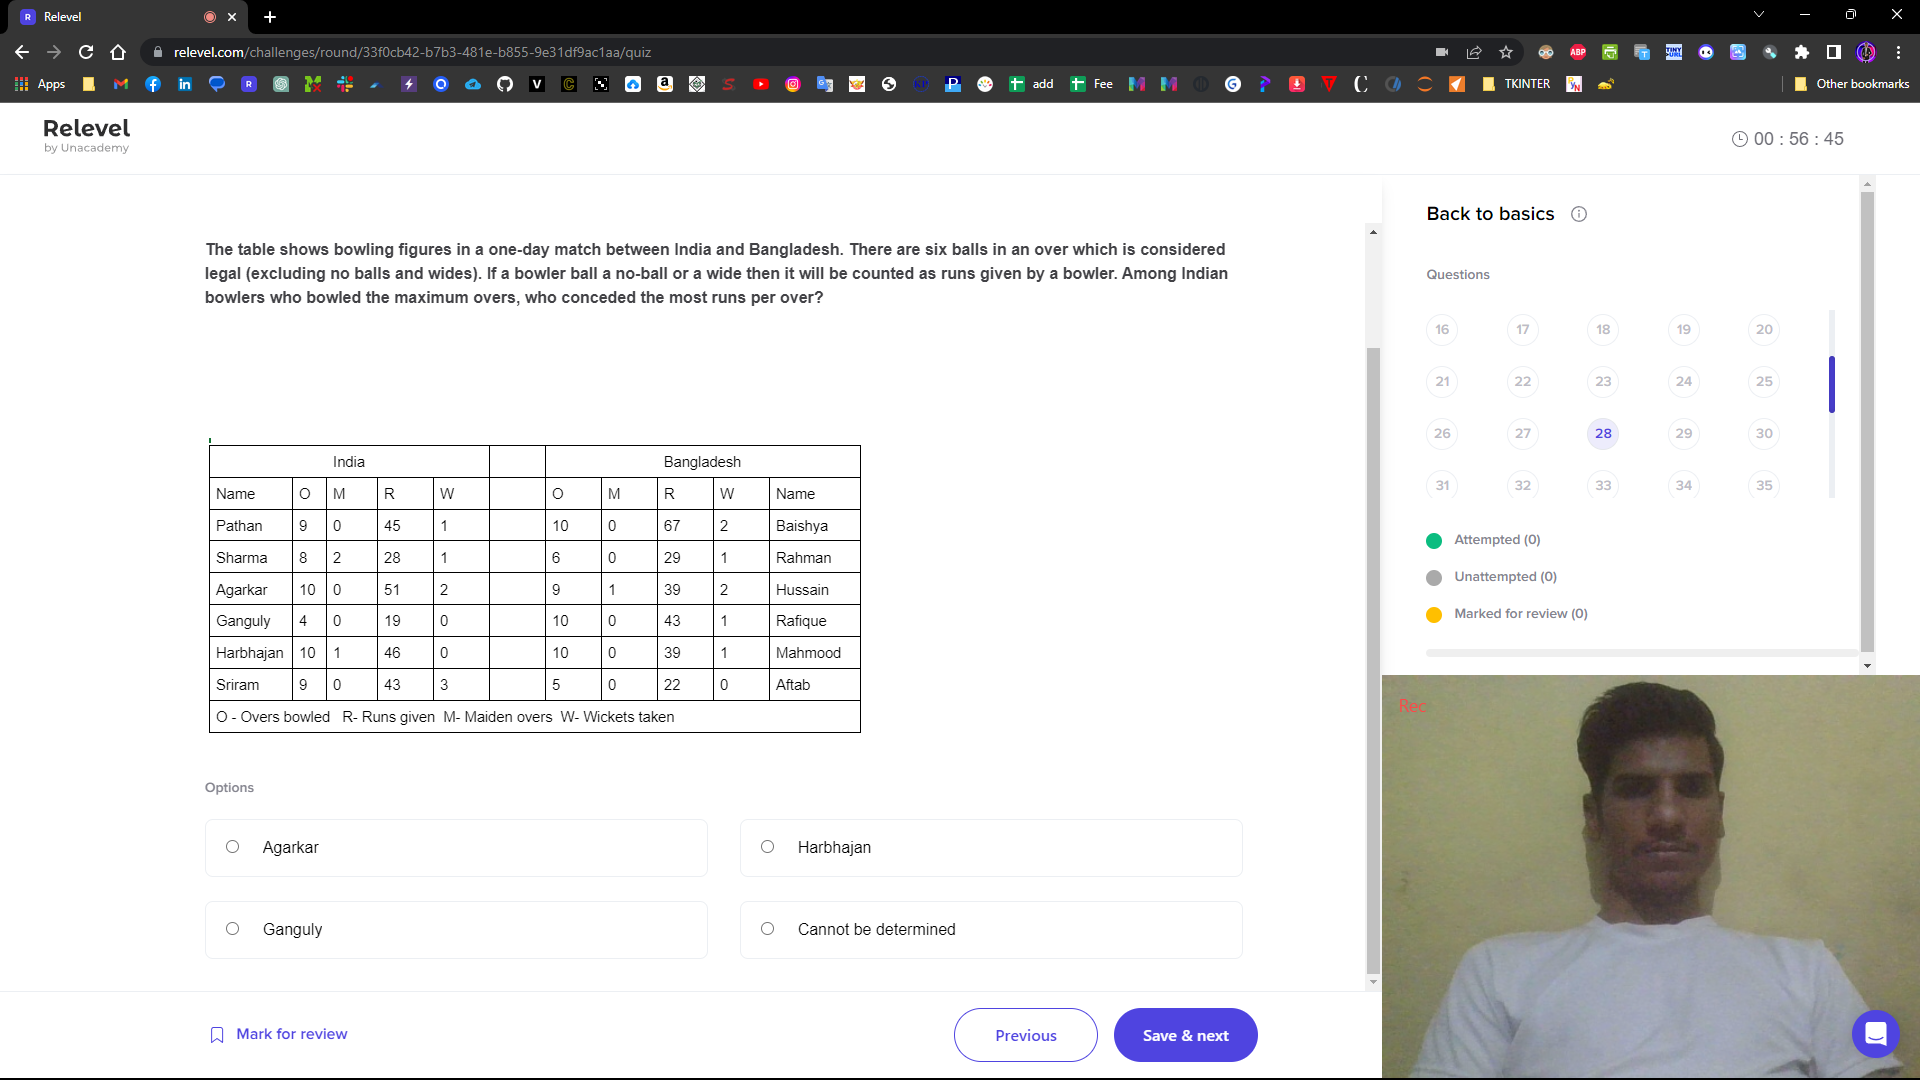 Relevel
relevel.com/challenges/round/33f0cb42-b7b3-481e-b855-9e31df9ac1aa/quiz
Apps
add
Fee
TKINTER
Other bookmarks
Relevel
by Unacademy
00 : 56 : 45
The table shows bowling figures in a one-day match between India and Bangladesh. There are six balls in an over which is considered
legal (excluding no balls and wides). If a bowler ball a no-ball or a wide then it will be counted as runs given by a bowler. Among Indian
bowlers who bowled the maximum overs, who conceded the most runs per over?
India Bangladesh
Name O M R W O M R W Name
Pathan 9 0 45 1 10 0 67 2 Baishya
Sharma 8 2 28 1 6 0 29 1 Rahman
Agarkar 10 0 51 2 9 1 39 2 Hussain
Ganguly 4 0 19 0 10 0 43 1 Rafique
Harbhajan 10 1 46 0 10 0 39 1 Mahmood
Sriram 9 0 43 3 5 0 22 0 Aftab
O - Overs bowled R- Runs given M- Maiden overs W- Wickets taken
Options
Agarkar
Harbhajan
Ganguly
Cannot be determined
Mark for review
Previous
Save & next
Back to basics
Questions
16 17 18 19 20
21 22 23 24 25
26 27 28 29 30
31 32 33 34 35
Attempted (0)
Unattempted (0)
Marked for review (0)
Rec